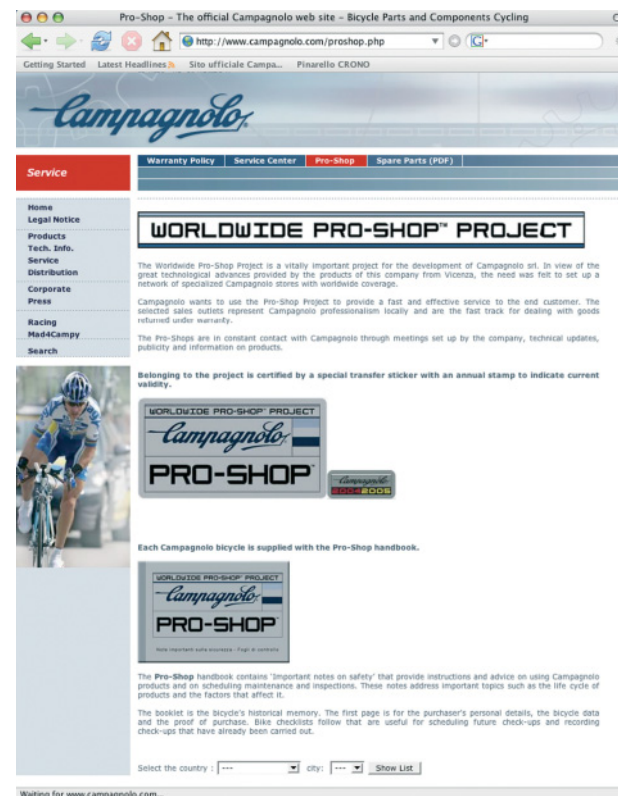 Pro-Shop – The official Campagnolo web site – Bicycle Parts and Components Cycling
http://www.campagnolo.com/proshop.php
Getting Started Latest Headlines Sito ufficiale Campa... Pinarello CRONO
Campagnolo
Service
Warranty Policy Service Center Pro-Shop Spare Parts (PDF)
Home
Legal Notice
Products
Tech. Info.
Service
Distribution
Corporate
Press
Racing
Mad4Campy
Search
WORLDWIDE PRO-SHOP™ PROJECT
The Worldwide Pro-Shop Project is a vitally important project for the development of Campagnolo srl. In view of the
great technological advances provided by the products of this company from Vicenza, the need was felt to set up a
network of specialized Campagnolo stores with worldwide coverage.
Campagnolo wants to use the Pro-Shop Project to provide a fast and effective service to the end customer. The
selected sales outlets represent Campagnolo professionalism locally and are the fast track for dealing with goods
returned under warranty.
The Pro-Shops are in constant contact with Campagnolo through meetings set up by the company, technical updates,
publicity and information on products.
Belonging to the project is certified by a special transfer sticker with an annual stamp to indicate current
validity.
WORLDWIDE PRO-SHOP™ PROJECT
Campagnolo
PRO-SHOP™
Campagnolo
2004 2005
Each Campagnolo bicycle is supplied with the Pro-Shop handbook.
WORLDWIDE PRO-SHOP™ PROJECT
Campagnolo
PRO-SHOP
Note importanti sulla sicurezza - Fogli di controllo
The Pro-Shop handbook contains 'Important notes on safety' that provide instructions and advice on using Campagnolo
products and on scheduling maintenance and inspections. These notes address important topics such as the life cycle of
products and the factors that affect it.
The booklet is the bicycle's historical memory. The first page is for the purchaser's personal details, the bicycle data
and the proof of purchase. Bike checklists follow that are useful for scheduling future check-ups and recording
check-ups that have already been carried out.
Select the country : --- city: --- Show List
Waiting for www.campagnolo.com...